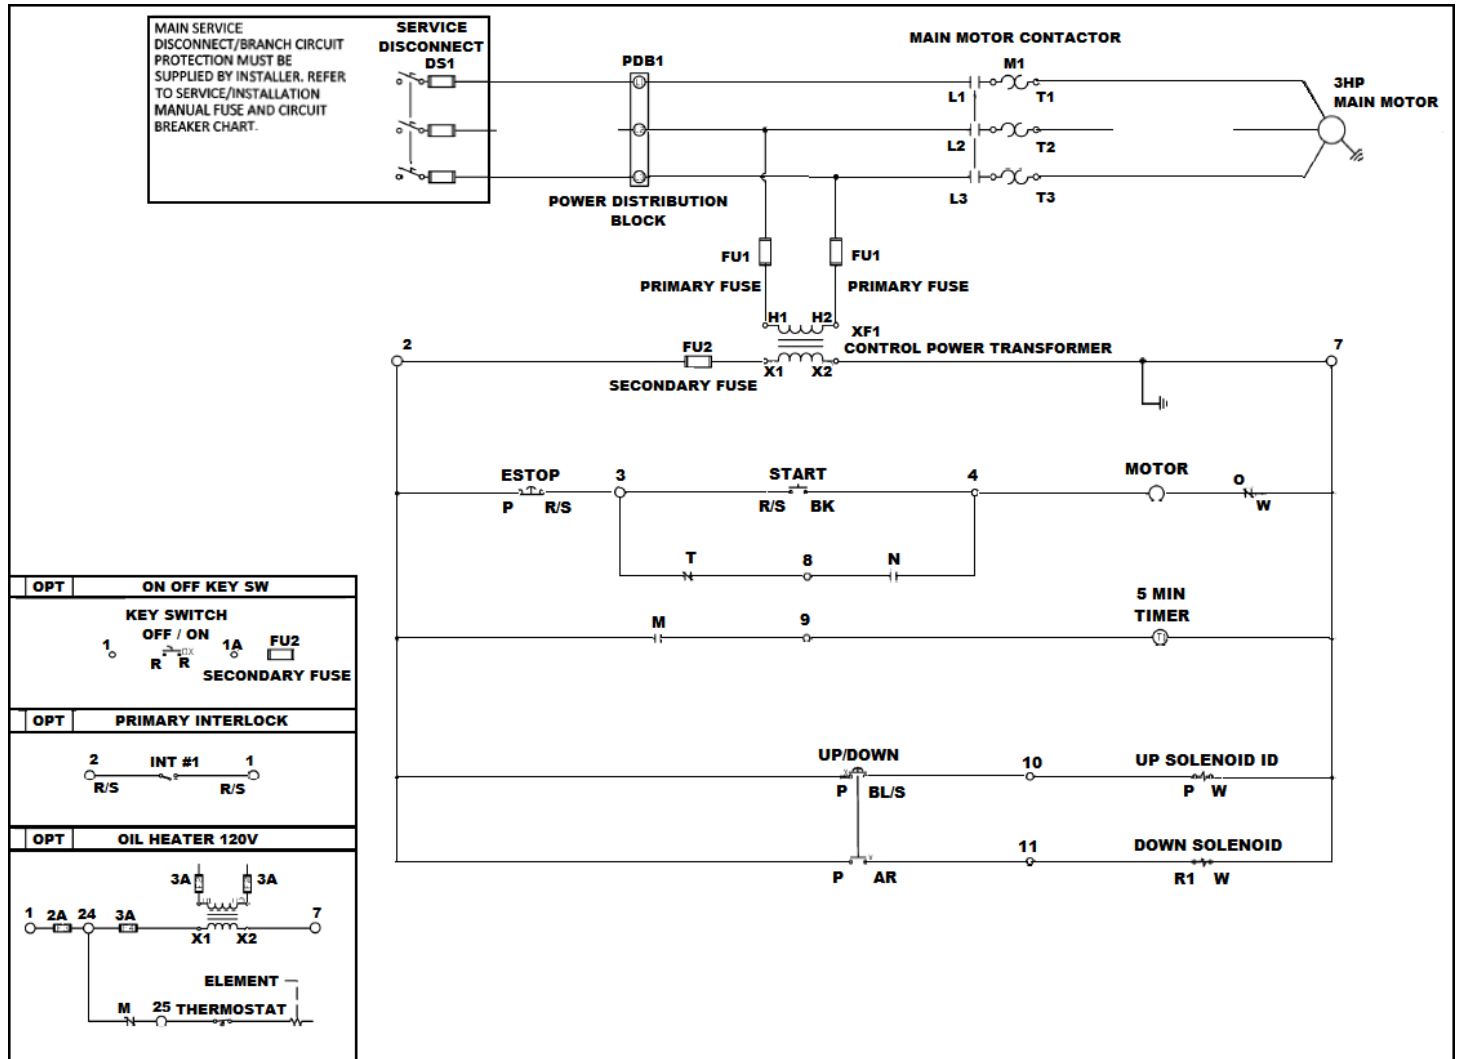 MAIN SERVICE
DISCONNECT/BRANCH CIRCUIT
PROTECTION MUST BE
SUPPLIED BY INSTALLER. REFER
TO SERVICE/INSTALLATION
MANUAL FUSE AND CIRCUIT
BREAKER CHART.
SERVICE
DISCONNECT
DS1
PDB1
POWER DISTRIBUTION
BLOCK
MAIN MOTOR CONTACTOR
M1
L1 T1
L2 T2
L3 T3
3HP
MAIN MOTOR
FU1 FU1
PRIMARY FUSE PRIMARY FUSE
H1 H2
XF1
CONTROL POWER TRANSFORMER
2 FU2 7
X1 X2
SECONDARY FUSE
ESTOP 3 START 4 MOTOR O
P R/S R/S BK W
T 8 N
5 MIN
TIMER
M 9
UP/DOWN 10 UP SOLENOID ID
P BL/S P W
11 DOWN SOLENOID
P AR R1 W
OPT ON OFF KEY SW
KEY SWITCH
OFF / ON
1 1A FU2
R R
SECONDARY FUSE
OPT PRIMARY INTERLOCK
2 INT #1 1
R/S R/S
OPT OIL HEATER 120V
3A 3A
1 2A 24 3A 7
X1 X2
ELEMENT
M 25 THERMOSTAT